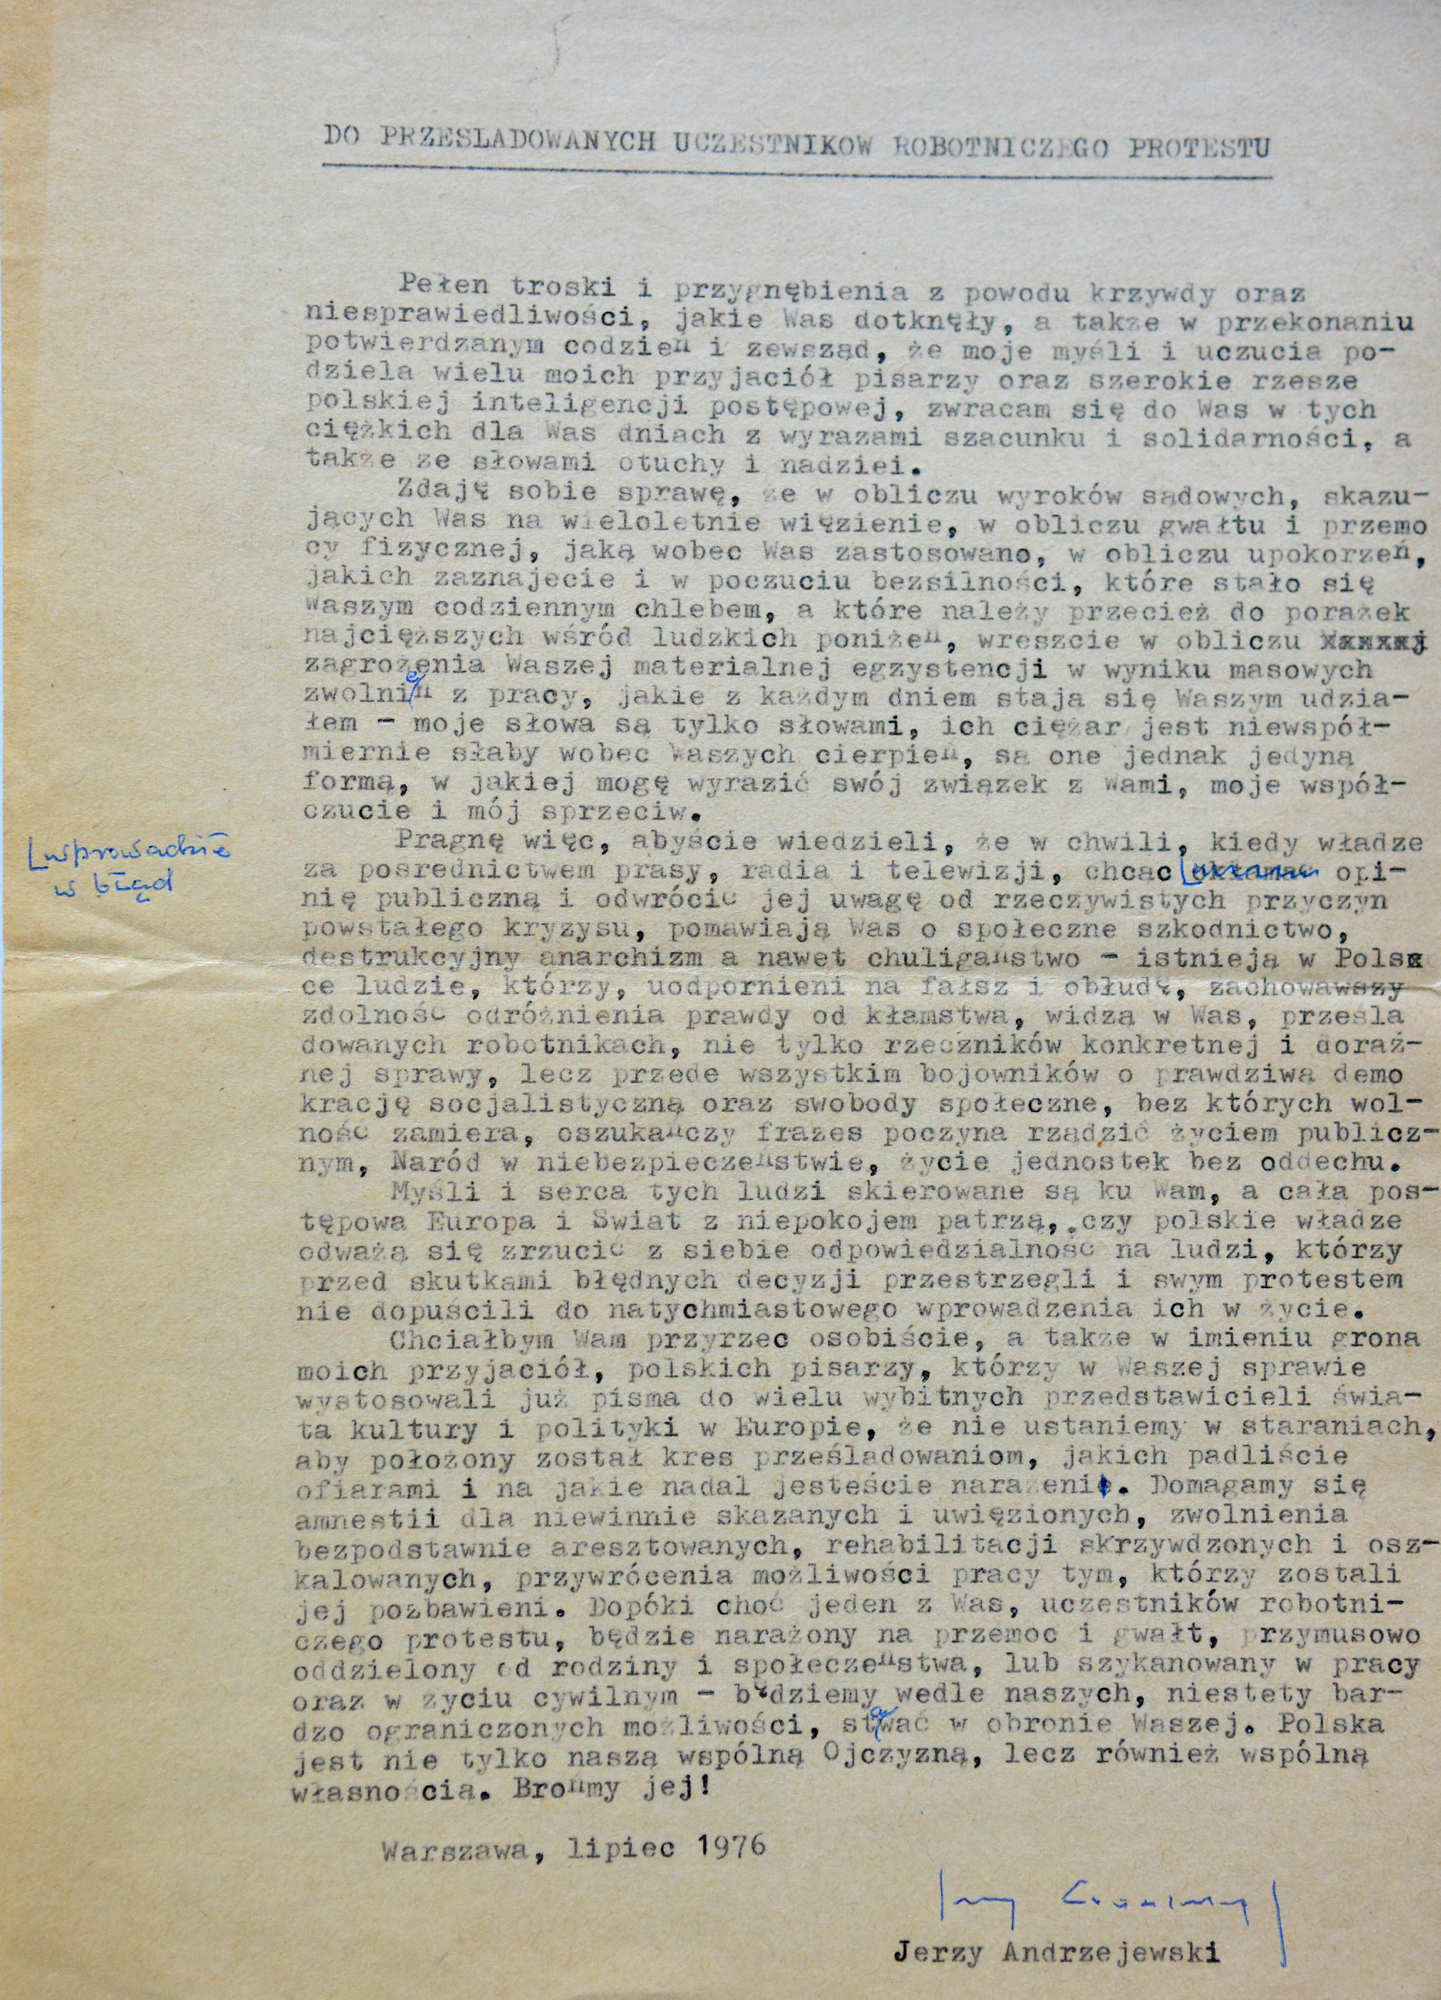 DO PRZESLADOWANYCH UCZESTNIKOW ROBOTNICZEGO PROTESTU
Pełen troski i przygnębienia z powodu krzywdy oraz
niesprawiedliwości, jakie Was dotknęły, a także w przekonaniu
potwierdzanym codzień i zewsząd, że moje myśli i uczucia po-
dziela wielu moich przyjaciół pisarzy oraz szerokie rzesze
polskiej inteligencji postępowej, zwracam się do Was w tych
ciężkich dla Was dniach z wyrazami szacunku i solidarności, a
także ze słowami otuchy i nadziei.
Zdaję sobie sprawę, że w obliczu wyroków sądowych, skazu-
jących Was na wieloletnie więzienie, w obliczu gwałtu i przemo
cy fizycznej, jaką wobec Was zastosowano, w obliczu upokorzeń,
jakich zaznajecie i w poczuciu bezsilności, które stało się
Waszym codziennym chlebem, a które należy przecież do porażek
najcięższych wśród ludzkich poniżeń, wreszcie w obliczu
zagrożenia Waszej materialnej egzystencji w wyniku masowych
zwolnień z pracy, jakie z każdym dniem stają się Waszym udzia-
łem - moje słowa są tylko słowami, ich ciężar jest niewspół-
miernie słaby wobec Waszych cierpień, są one jednak jedyną
formą, w jakiej mogę wyrazić swój związek z Wami, moje współ-
czucie i mój sprzeciw.
Pragnę więc, abyście wiedzieli, że w chwili, kiedy władze
za posrednictwem prasy, radia i telewizji, chcąc okłamać opi-
[wprowadzić
w błąd
nię publiczną i odwrócić jej uwagę od rzeczywistych przyczyn
powstałego kryzysu, pomawiają Was o społeczne szkodnictwo,
destrukcyjny anarchizm a nawet chuligaństwo - istnieją w Pols
ce ludzie, którzy, uodpornieni na fałsz i obłudę, zachowawszy
zdolność odróżnienia prawdy od kłamstwa, widzą w Was, prześla
dowanych robotnikach, nie tylko rzeczników konkretnej i doraź-
nej sprawy, lecz przede wszystkim bojowników o prawdziwą demo
krację socjalistyczną oraz swobody społeczne, bez których wol-
ność zamiera, oszukańczy frazes poczyna rządzić życiem publicz-
nym, Naród w niebezpieczeństwie, życie jednostek bez oddechu.
Myśli i serca tych ludzi skierowane są ku Wam, a cała pos-
tępowa Europa i Swiat z niepokojem patrzą, czy polskie władze
odważą się zrzucić z siebie odpowiedzialność na ludzi, którzy
przed skutkami błędnych decyzji przestrzegli i swym protestem
nie dopuscili do natychmiastowego wprowadzenia ich w życie.
Chciałbym Wam przyrzec osobiście, a także w imieniu grona
moich przyjaciół, polskich pisarzy, którzy w Waszej sprawie
wystosowali już pisma do wielu wybitnych przedstawicieli świa-
ta kultury i polityki w Europie, że nie ustaniemy w staraniach,
aby położony został kres prześladowaniom, jakich padliście
ofiarami i na jakie nadal jesteście narażeni. Domagamy się
amnestii dla niewinnie skazanych i uwięzionych, zwolnienia
bezpodstawnie aresztowanych, rehabilitacji skrzywdzonych i osz-
kalowanych, przywrócenia możliwości pracy tym, którzy zostali
jej pozbawieni. Dopóki choć jeden z Was, uczestników robotni-
czego protestu, będzie narażony na przemoc i gwałt, przymusowo
oddzielony od rodziny i społeczeństwa, lub szykanowany w pracy
oraz w życiu cywilnym - będziemy wedle naszych, niestety bar-
dzo ograniczonych możliwości, stawać w obronie Waszej. Polska
jest nie tylko naszą wspólną Ojczyzną, lecz również wspólną
własnością. Brońmy jej!
Warszawa, lipiec 1976
Jerzy Andrzejewski